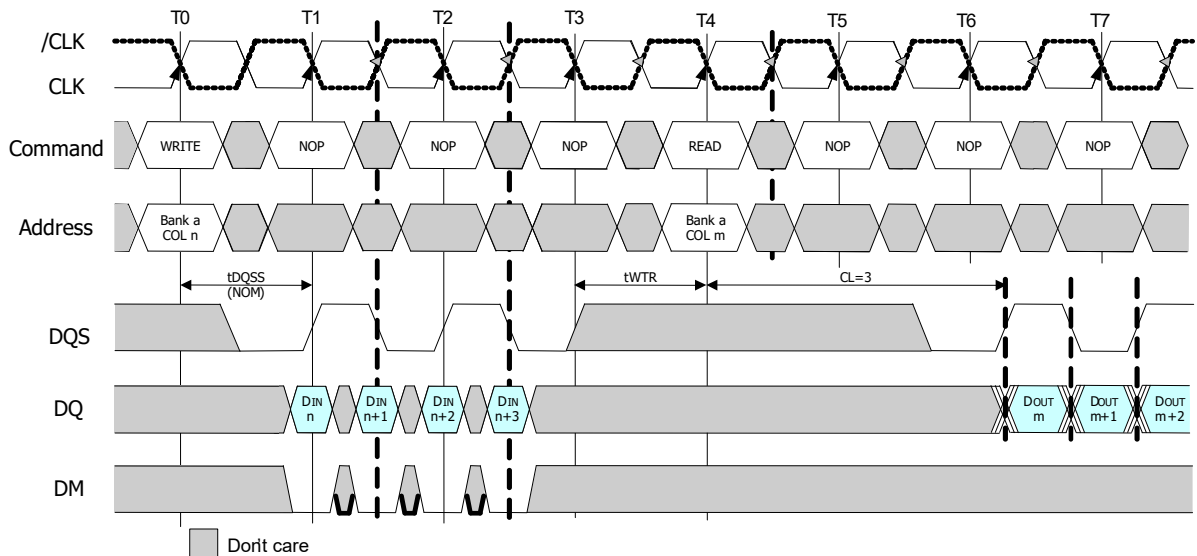 T0 T1 T2 T3 T4 T5 T6 T7
/CLK
CLK
Command WRITE NOP NOP NOP READ NOP NOP NOP
Address Bank a COL n Bank a COL m
tDQSS (NOM) tWTR CL=3
DQS
DQ DIN n DIN n+1 DIN n+2 DIN n+3 DOUT m DOUT m+1 DOUT m+2
DM
Don't care